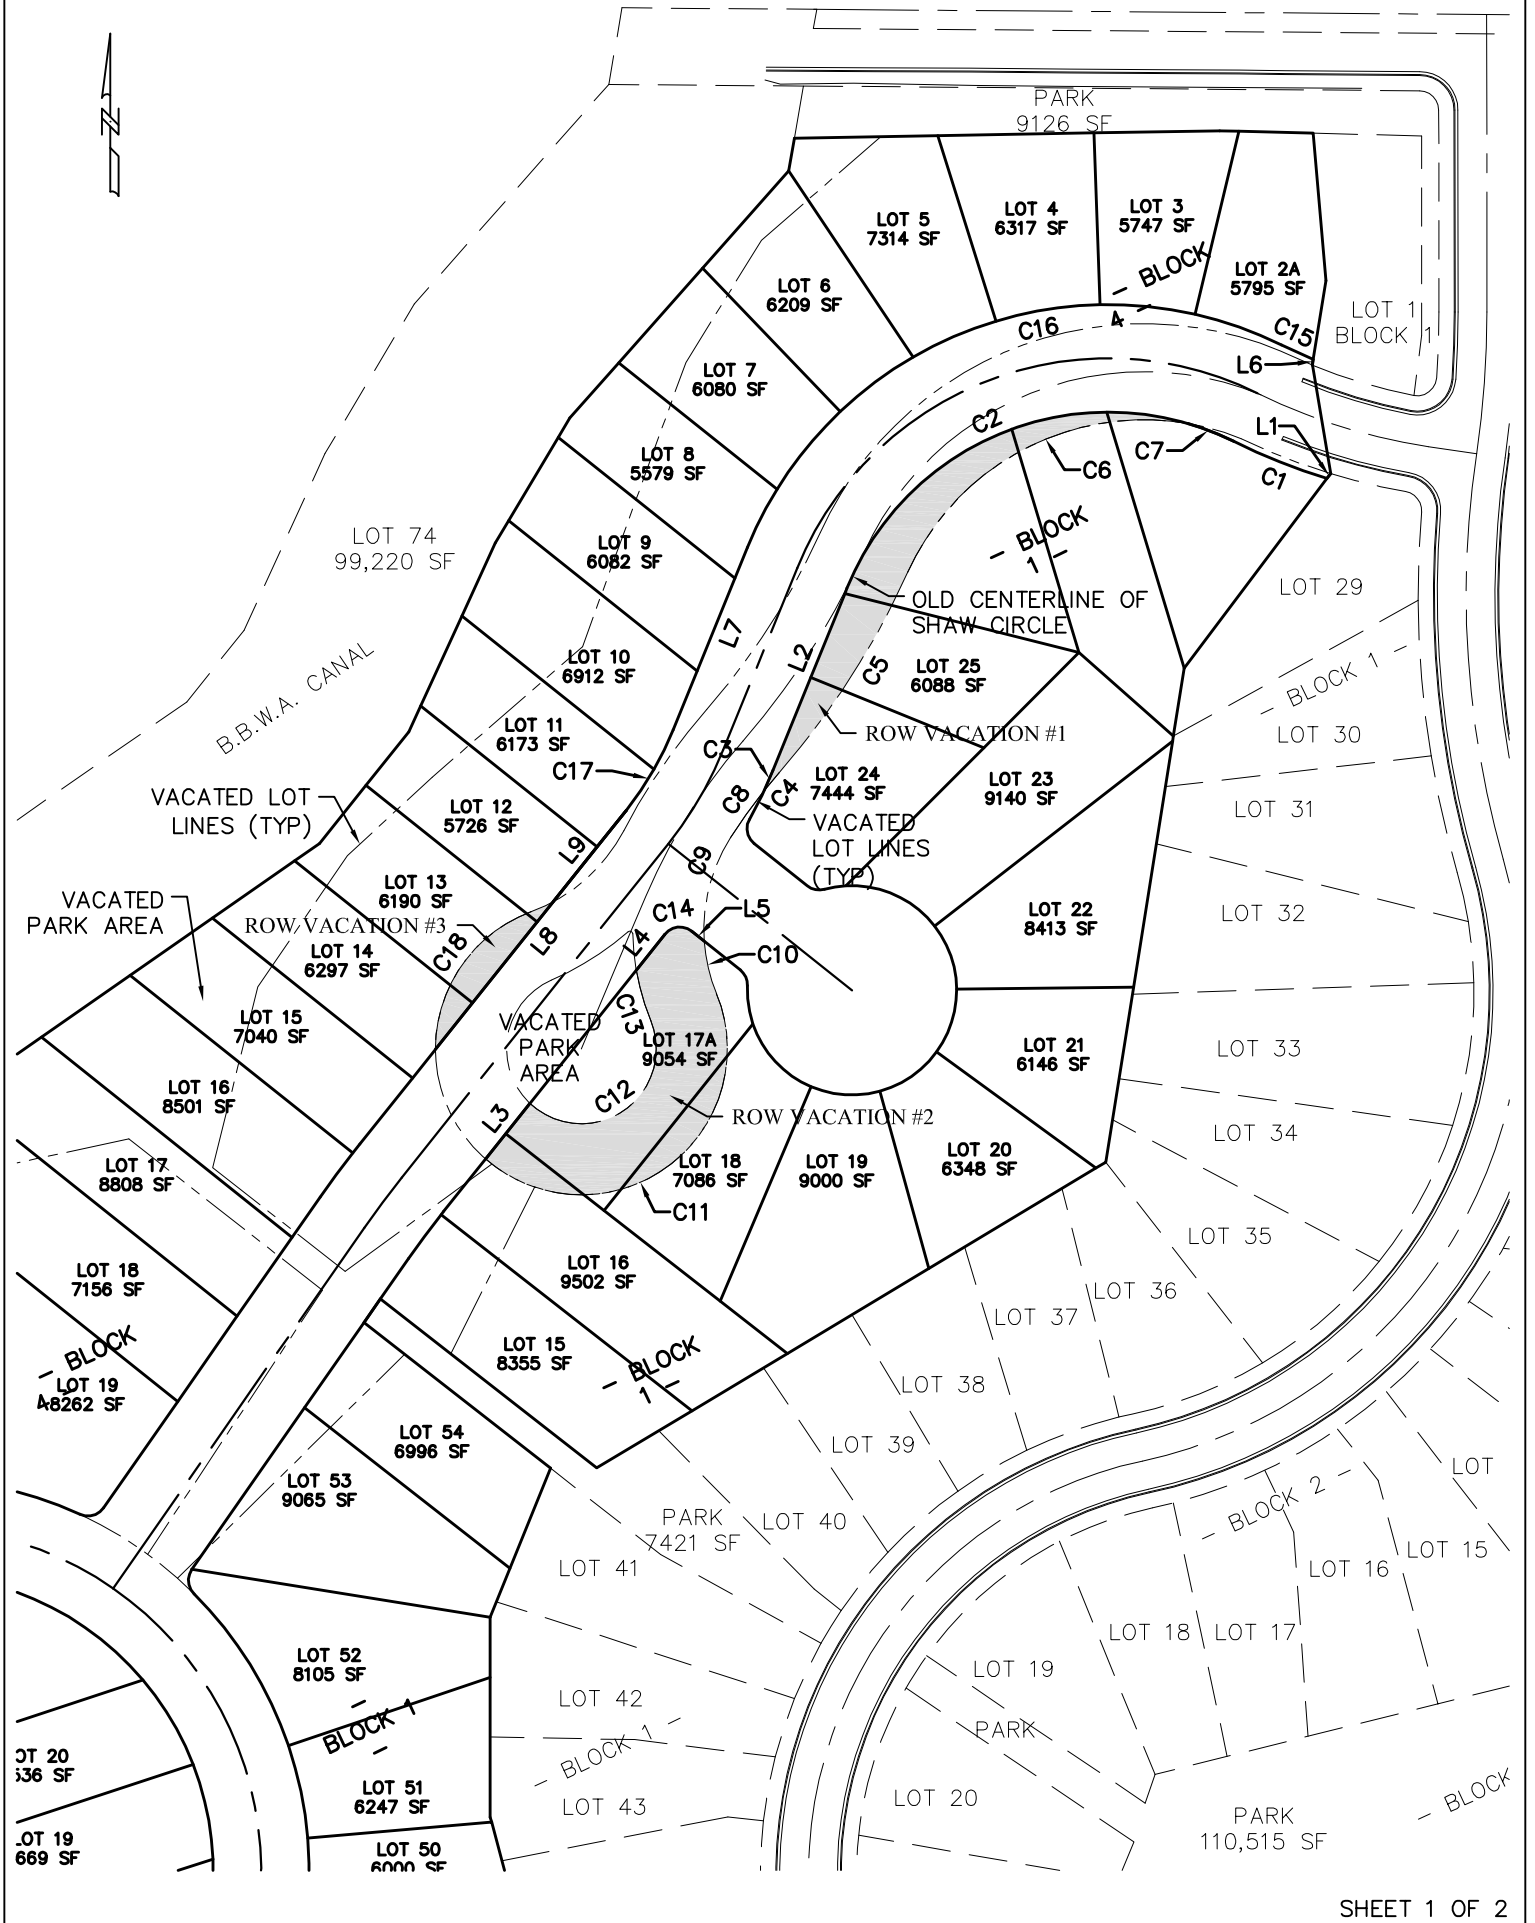 N
PARK
9126 SF
LOT 5
7314 SF
LOT 4
6317 SF
LOT 3
5747 SF
- BLOCK
4 -
LOT 2A
5795 SF
LOT 1
BLOCK 1
LOT 6
6209 SF
C16
C15
L6
LOT 7
6080 SF
C2
L1
C7
C6
C1
LOT 8
5579 SF
LOT 74
99,220 SF
LOT 9
6082 SF
- BLOCK
1 -
OLD CENTERLINE OF
SHAW CIRCLE
LOT 29
L7
L2
C5
LOT 10
6912 SF
LOT 25
6088 SF
- BLOCK 1 -
B.B.W.A. CANAL
LOT 11
6173 SF
ROW VACATION #1
LOT 30
C3
C17
LOT 24
7444 SF
LOT 23
9140 SF
C8
C4
VACATED LOT
LINES (TYP)
LOT 12
5726 SF
VACATED
LOT LINES
(TYP)
LOT 31
L9
C9
LOT 13
6190 SF
VACATED
PARK AREA
ROW VACATION #3
C14
L5
LOT 22
8413 SF
LOT 32
LOT 14
6297 SF
C18
L8
L4
C10
LOT 15
7040 SF
VACATED
PARK
AREA
C13
LOT 17A
9054 SF
LOT 21
6146 SF
LOT 33
LOT 16
8501 SF
C12
L3
ROW VACATION #2
LOT 34
LOT 17
8808 SF
LOT 18
7086 SF
LOT 19
9000 SF
LOT 20
6348 SF
C11
LOT 35
LOT 18
7156 SF
LOT 16
9502 SF
LOT 36
LOT 37
- BLOCK
4
LOT 19
8262 SF
LOT 15
8355 SF
- BLOCK
1 -
LOT 38
LOT 54
6996 SF
LOT 39
LOT 53
9065 SF
LOT
PARK
7421 SF
LOT 40
- BLOCK 2 -
LOT 41
LOT 16
LOT 15
LOT 18
LOT 17
LOT 52
8105 SF
LOT 19
LOT 42
PARK
- BLOCK 1 -
- BLOCK 1 -
OT 20
536 SF
LOT 51
6247 SF
LOT 43
LOT 20
- BLOCK
PARK
110,515 SF
LOT 19
669 SF
LOT 50
6000 SF
SHEET 1 OF 2